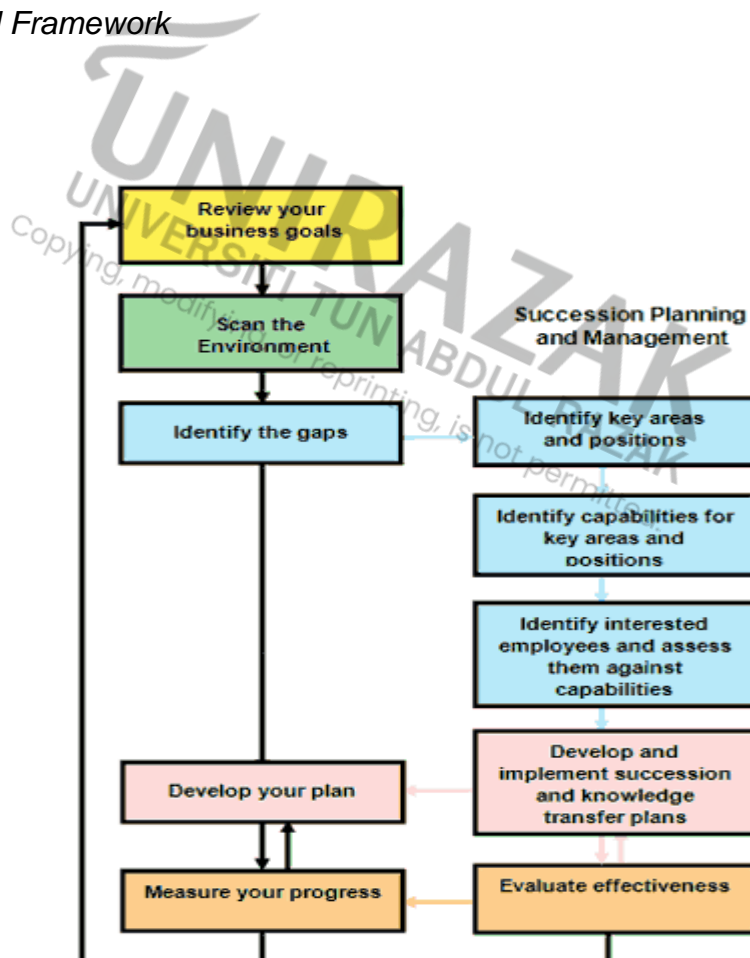 Framework
UNIRAZAK
UNIVERSITI TUN ABDUL RAZAK
Copying, modifying, or reprinting, is not permitted.
Review your
business goals
Scan the
Environment
Identify the gaps
Develop your plan
Measure your progress
Succession Planning
and Management
Identify key areas
and positions
Identify capabilities for
key areas and
positions
Identify interested
employees and assess
them against
capabilities
Develop and
implement succession
and knowledge
transfer plans
Evaluate effectiveness